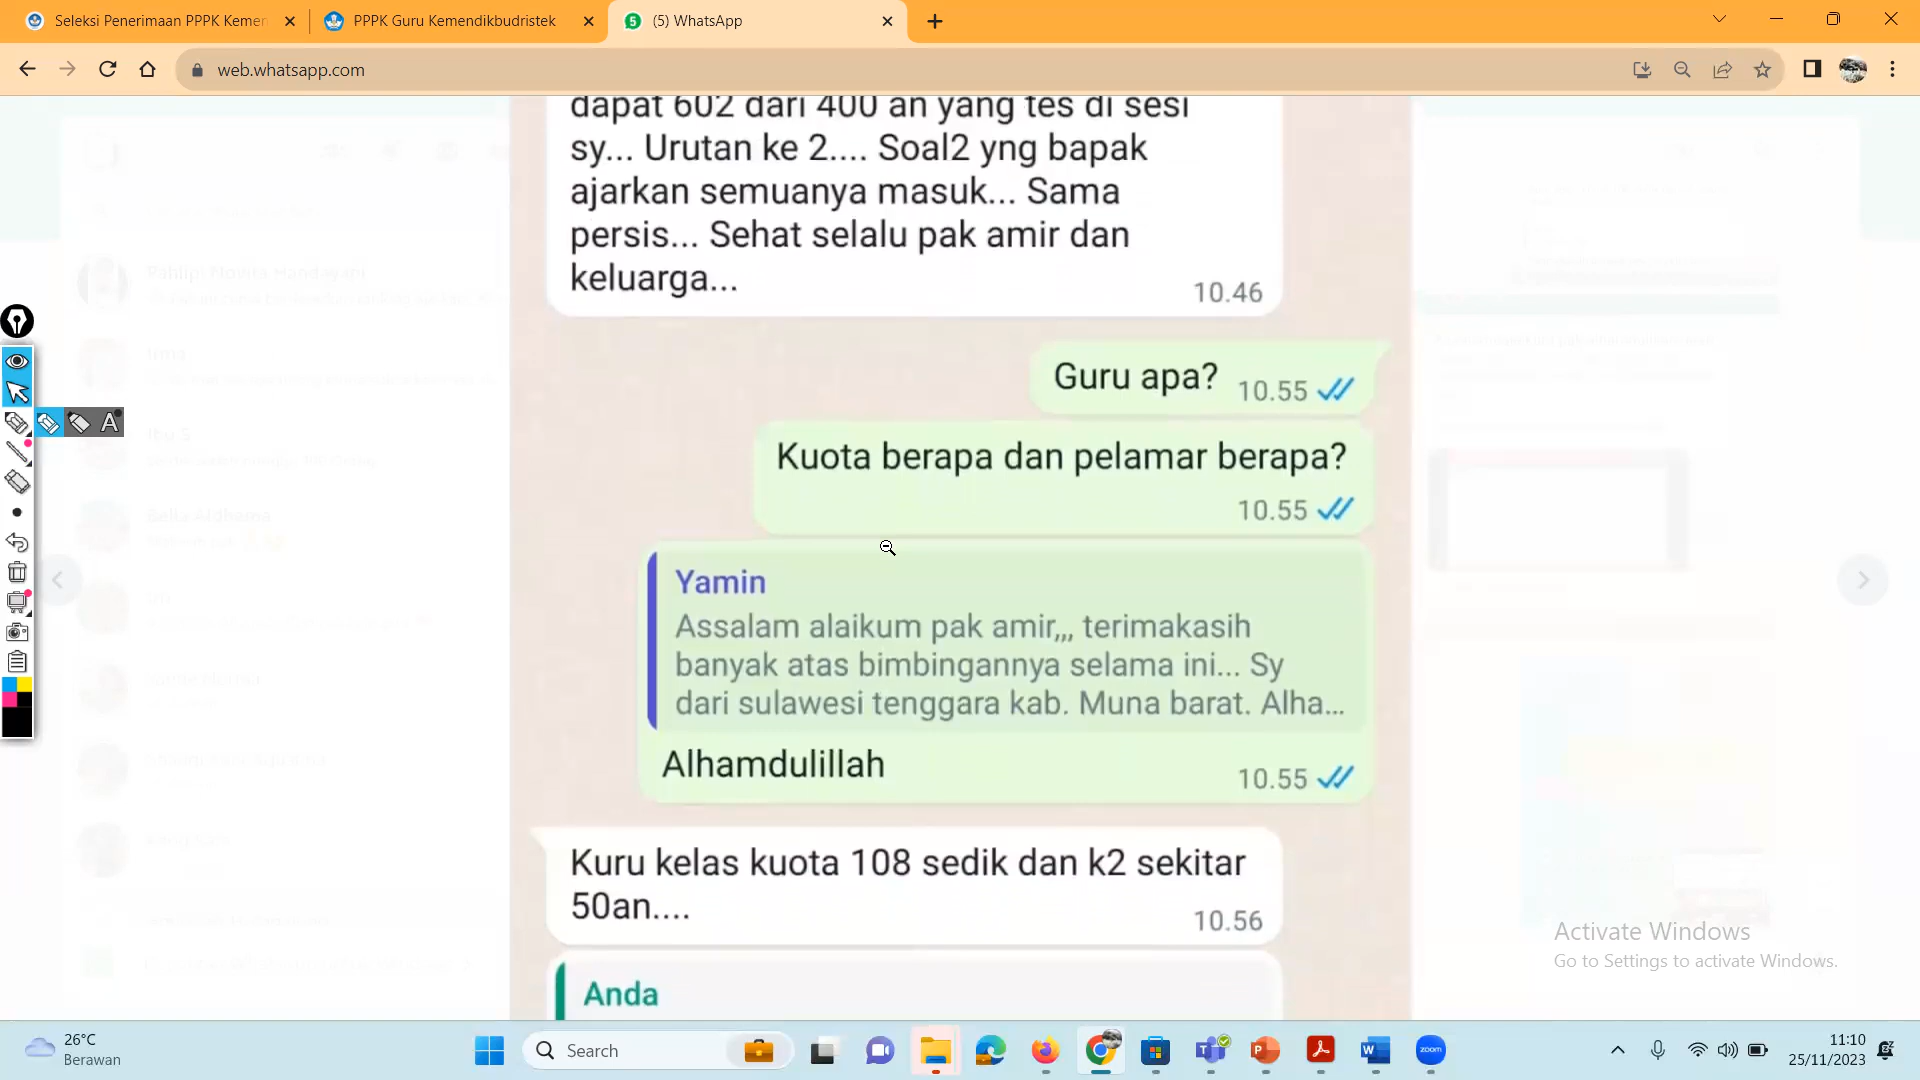 Seleksi Penerimaan PPPK Kemen
PPPK Guru Kemendikbudristek
(5) WhatsApp
web.whatsapp.com
dapat 602 dari 400 an yang tes di sesi
sy... Urutan ke 2.... Soal2 yng bapak
ajarkan semuanya masuk... Sama
persis... Sehat selalu pak amir dan
keluarga...
10.46
Guru apa?
10.55
Kuota berapa dan pelamar berapa?
10.55
Yamin
Assalam alaikum pak amir,,, terimakasih
banyak atas bimbingannya selama ini... Sy
dari sulawesi tenggara kab. Muna barat. Alha...
Alhamdulillah
10.55
Kuru kelas kuota 108 sedik dan k2 sekitar
50an....
10.56
Anda
A
Activate Windows
Go to Settings to activate Windows.
26°C
Berawan
Search
zoom
11:10
25/11/2023